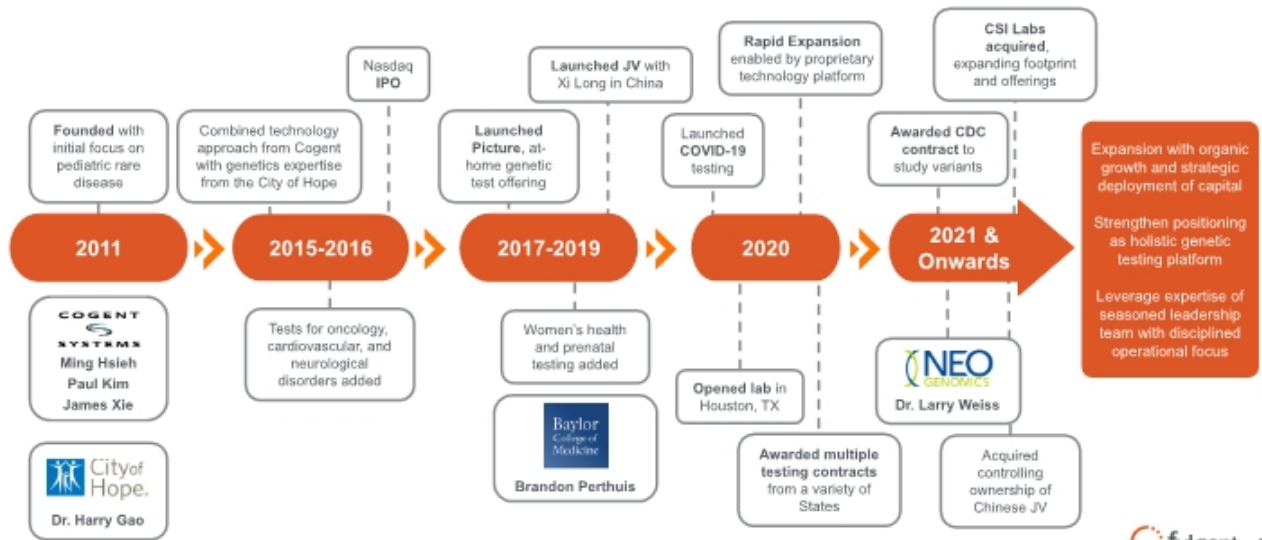 Founded with
initial focus on
pediatric rare
disease
Combined technology
approach from Cogent
with genetics expertise
from the City of Hope
Nasdaq
IPO
Launched
Picture, at-
home genetic
test offering
Launched JV with
Xi Long in China
Launched
COVID-19
testing
Rapid Expansion
enabled by proprietary
technology platform
Awarded CDC
contract to
study variants
CSI Labs
acquired,
expanding footprint
and offerings
2011
2015-2016
2017-2019
2020
2021 &
Onwards
Expansion with organic
growth and strategic
deployment of capital
Strengthen positioning
as holistic genetic
testing platform
Leverage expertise of
seasoned leadership
team with disciplined
operational focus
COGENT
SYSTEMS
Ming Hsieh
Paul Kim
James Xie
City of
Hope.
Dr. Harry Gao
Tests for oncology,
cardiovascular, and
neurological
disorders added
Women's health
and prenatal
testing added
Baylor
College of
Medicine
Brandon Perthuis
Opened lab in
Houston, TX
Awarded multiple
testing contracts
from a variety of
States
NEO
GENOMICS
Dr. Larry Weiss
Acquired
controlling
ownership of
Chinese JV